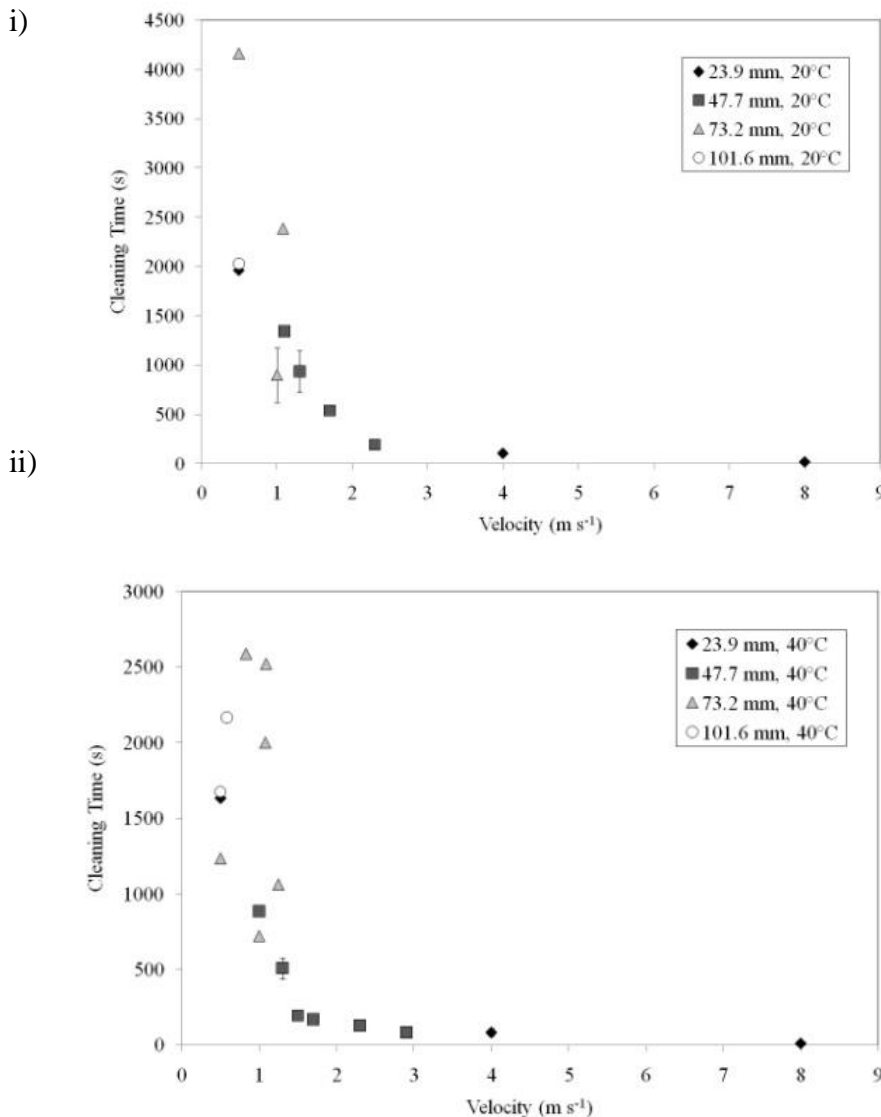 i)
4500
4000
3500
3000
2500
2000
1500
1000
500
0
Cleaning Time (s)
0 1 2 3 4 5 6 7 8 9
Velocity (m s⁻¹)
23.9 mm, 20°C
47.7 mm, 20°C
73.2 mm, 20°C
101.6 mm, 20°C
ii)
3000
2500
2000
1500
1000
500
0
Cleaning Time (s)
0 1 2 3 4 5 6 7 8 9
Velocity (m s⁻¹)
23.9 mm, 40°C
47.7 mm, 40°C
73.2 mm, 40°C
101.6 mm, 40°C